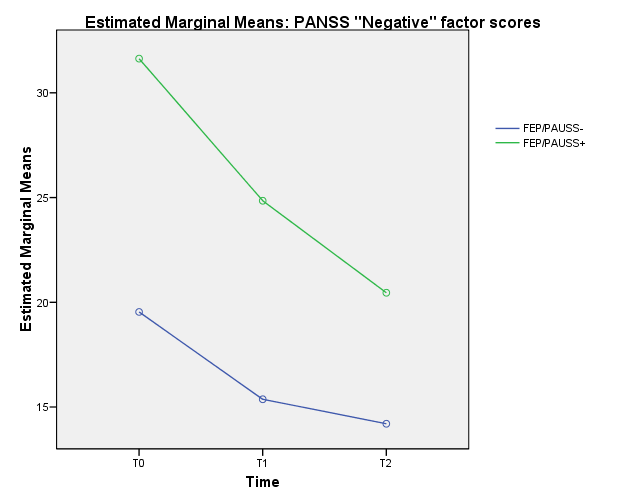 Estimated Marginal Means: PANSS "Negative" factor scores
Estimated Marginal Means
30
25
20
15
T0 T1 T2
Time
FEP/PAUSS-
FEP/PAUSS+